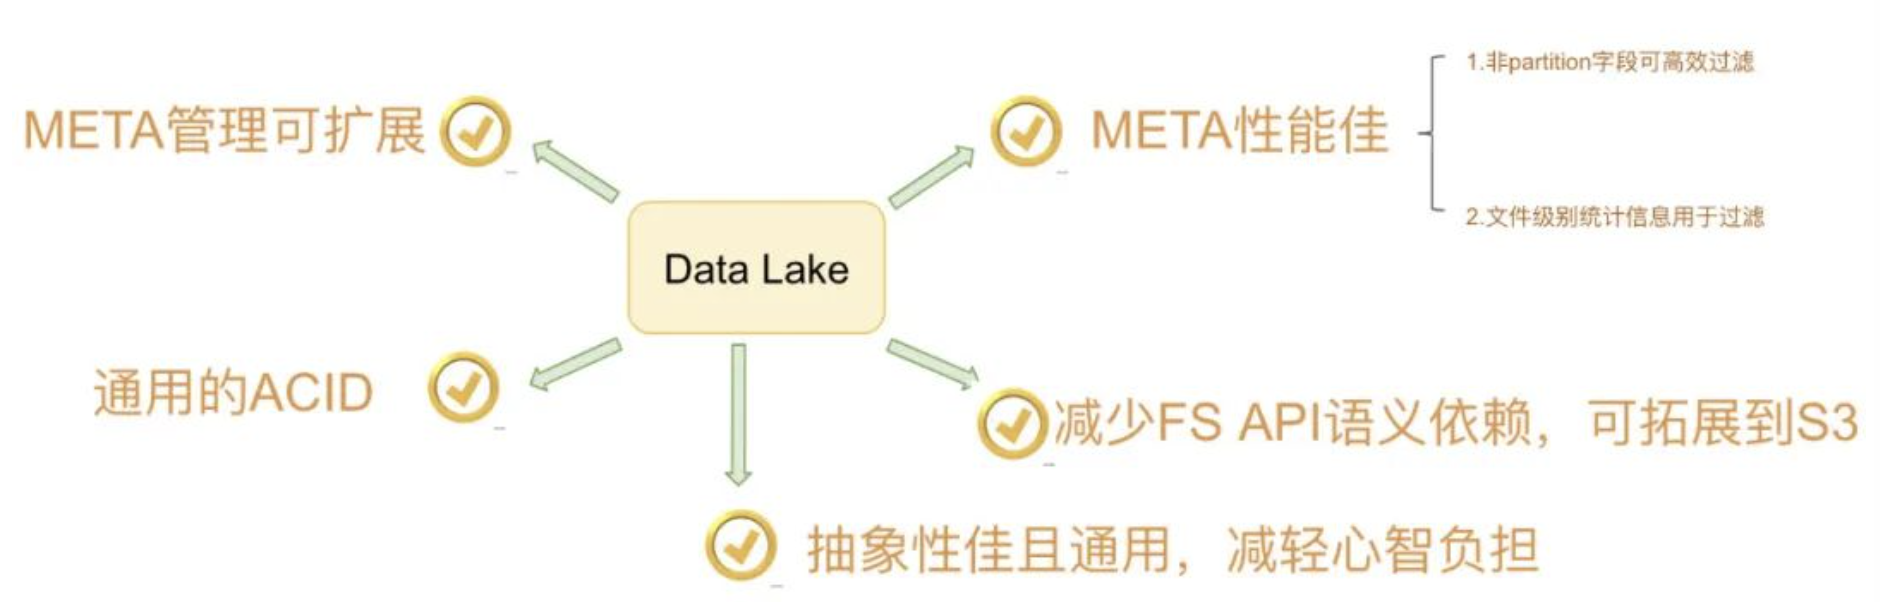 META管理可扩展
META性能佳
1.非partition字段可高效过滤
2.文件级别统计信息用于过滤
Data Lake
通用的ACID
减少FS API语义依赖，可拓展到S3
抽象性佳且通用，减轻心智负担